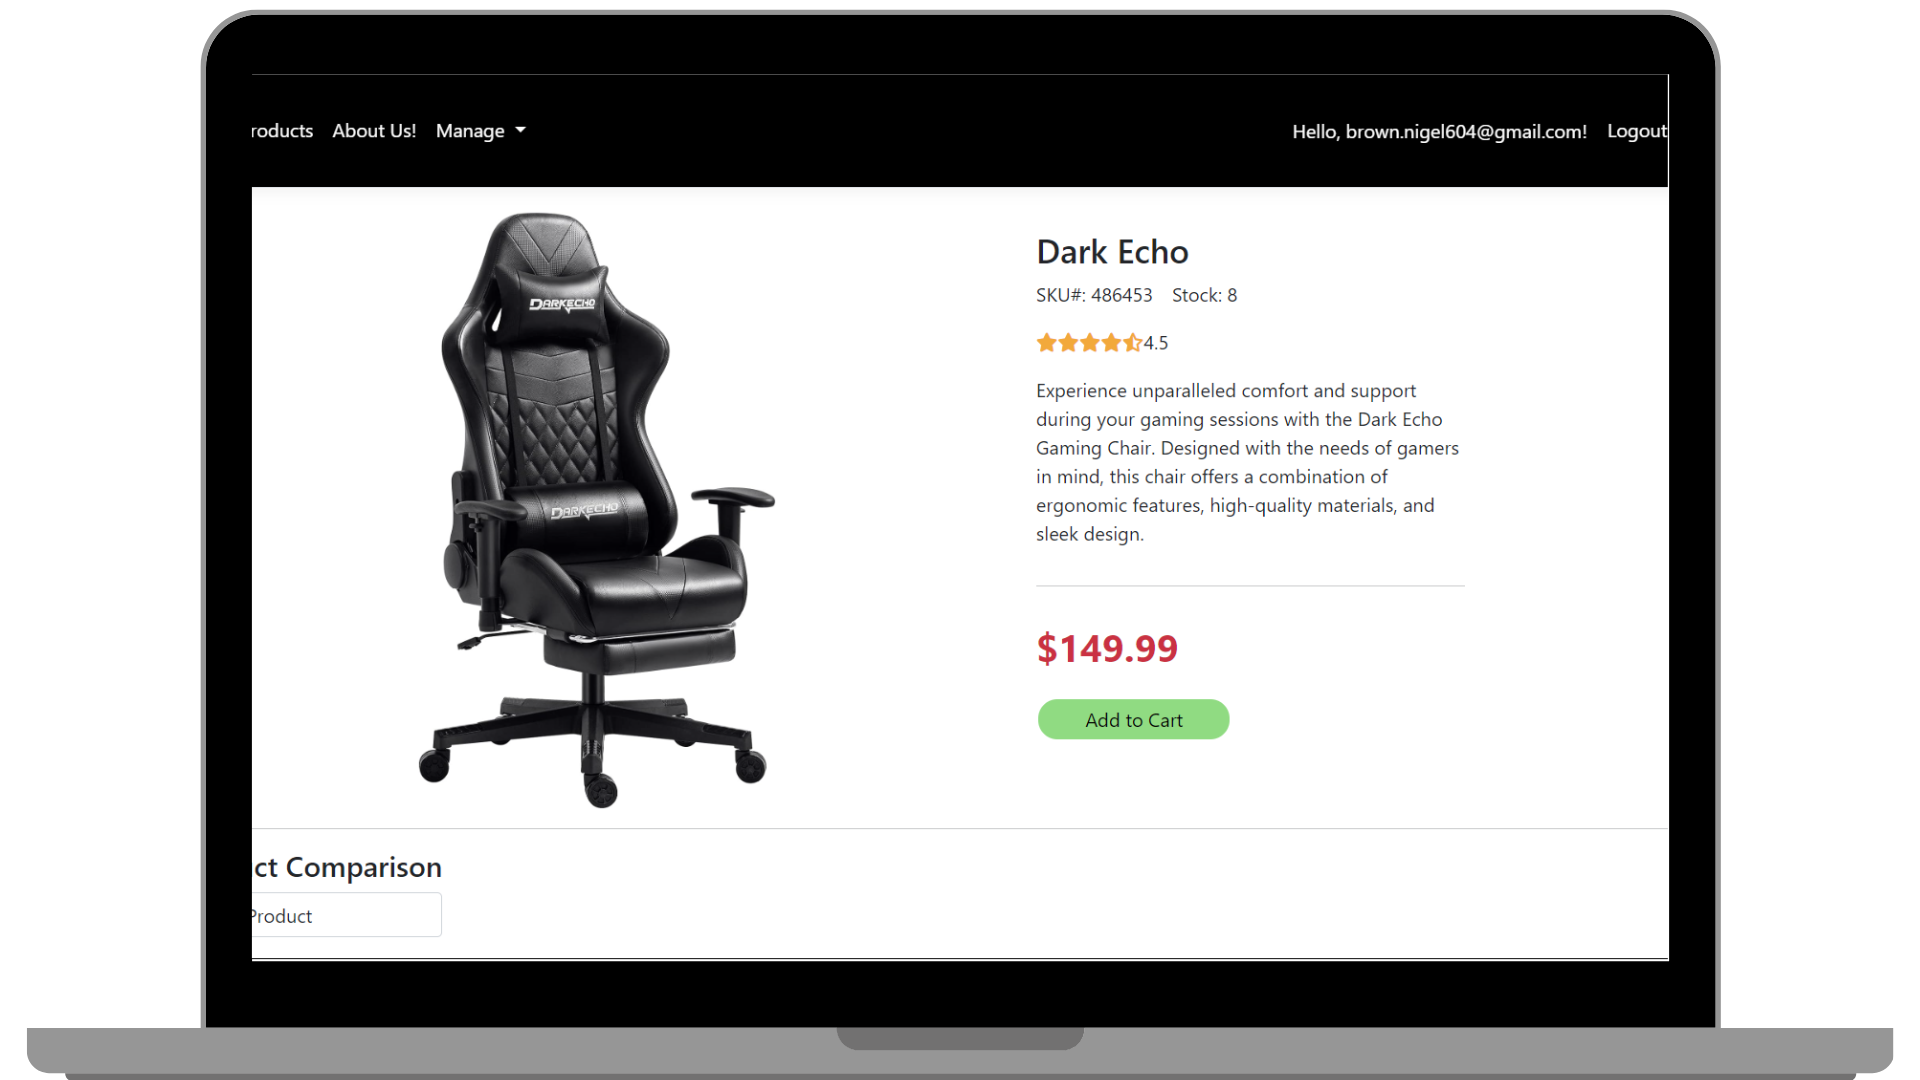 roducts About Us! Manage Hello, brown.nigel604@gmail.com! Logout
DARKECHO
DARKECHO
Dark Echo
SKU#: 486453 Stock: 8
4.5
Experience unparalleled comfort and support
during your gaming sessions with the Dark Echo
Gaming Chair. Designed with the needs of gamers
in mind, this chair offers a combination of
ergonomic features, high-quality materials, and
sleek design.
$149.99
Add to Cart
ct Comparison
Product